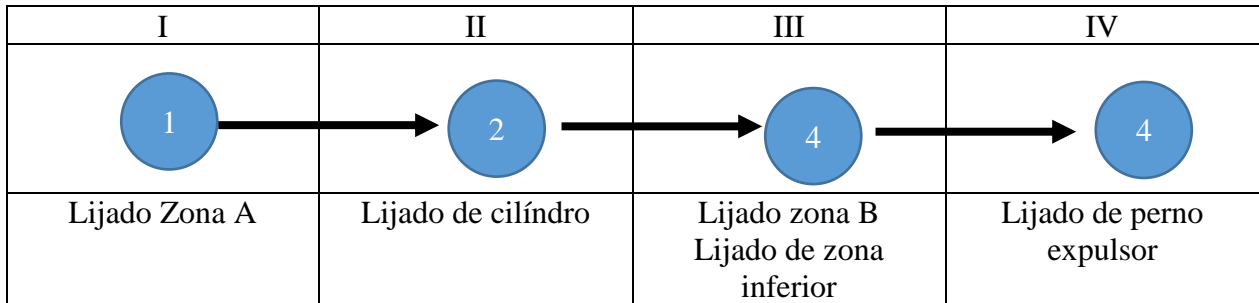 I II III IV
1 2 4 4
Lijado Zona A Lijado de cilíndro Lijado zona B Lijado de perno
Lijado de zona expulsor
inferior